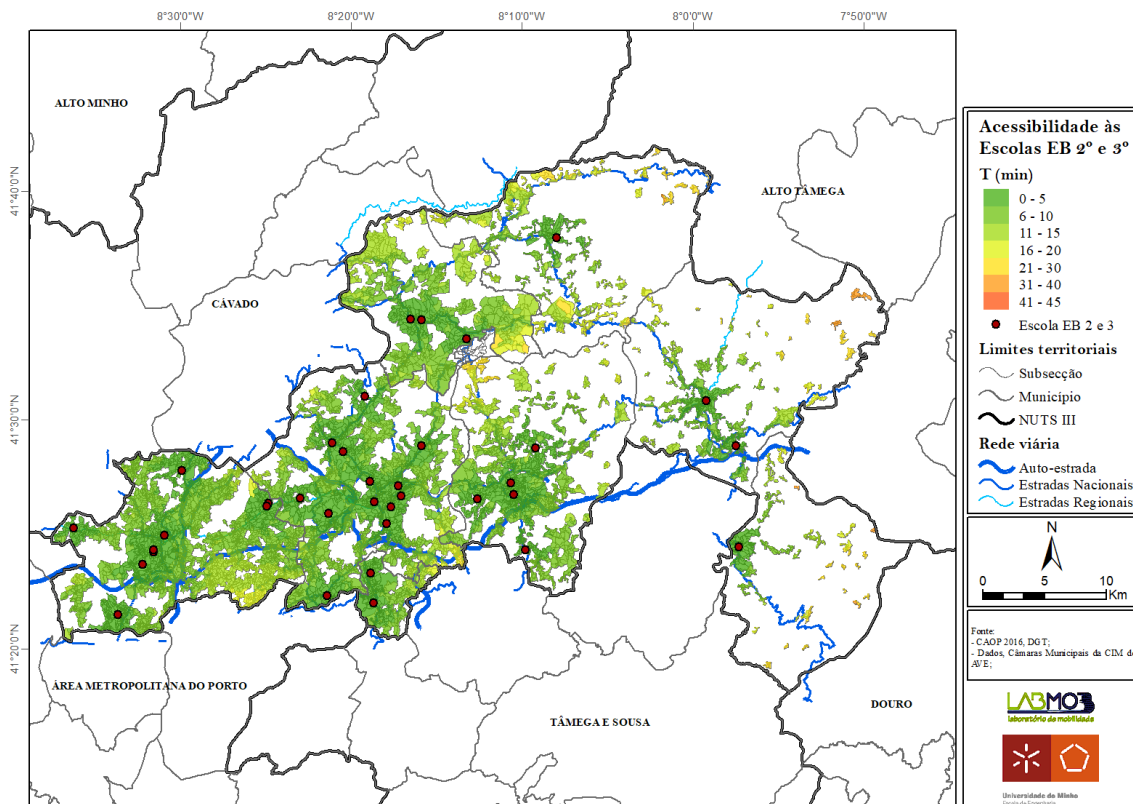 8°30'0"W
8°20'0"W
8°10'0"W
8°0'0"W
7°50'0"W
41°40'0"N
41°30'0"N
41°20'0"N
ALTO MINHO
ALTO TÂMEGA
CÁVADO
ÁREA METROPOLITANA DO PORTO
TÂMEGA E SOUSA
DOURO
Acessibilidade às
Escolas EB 2º e 3º
T (min)
0 - 5
6 - 10
11 - 15
16 - 20
21 - 30
31 - 40
41 - 45
Escola EB 2 e 3
Limites territoriais
Subsecção
Município
NUTS III
Rede viária
Auto-estrada
Estradas Nacionais
Estradas Regionais
N
0 5 10
Km
Fonte:
- CAOP 2016, DGT;
- Dados, Câmaras Municipais da CIM do
AVE;
LABMOB
laboratório de mobilidade
Universidade do Minho
Escola de Engenharia